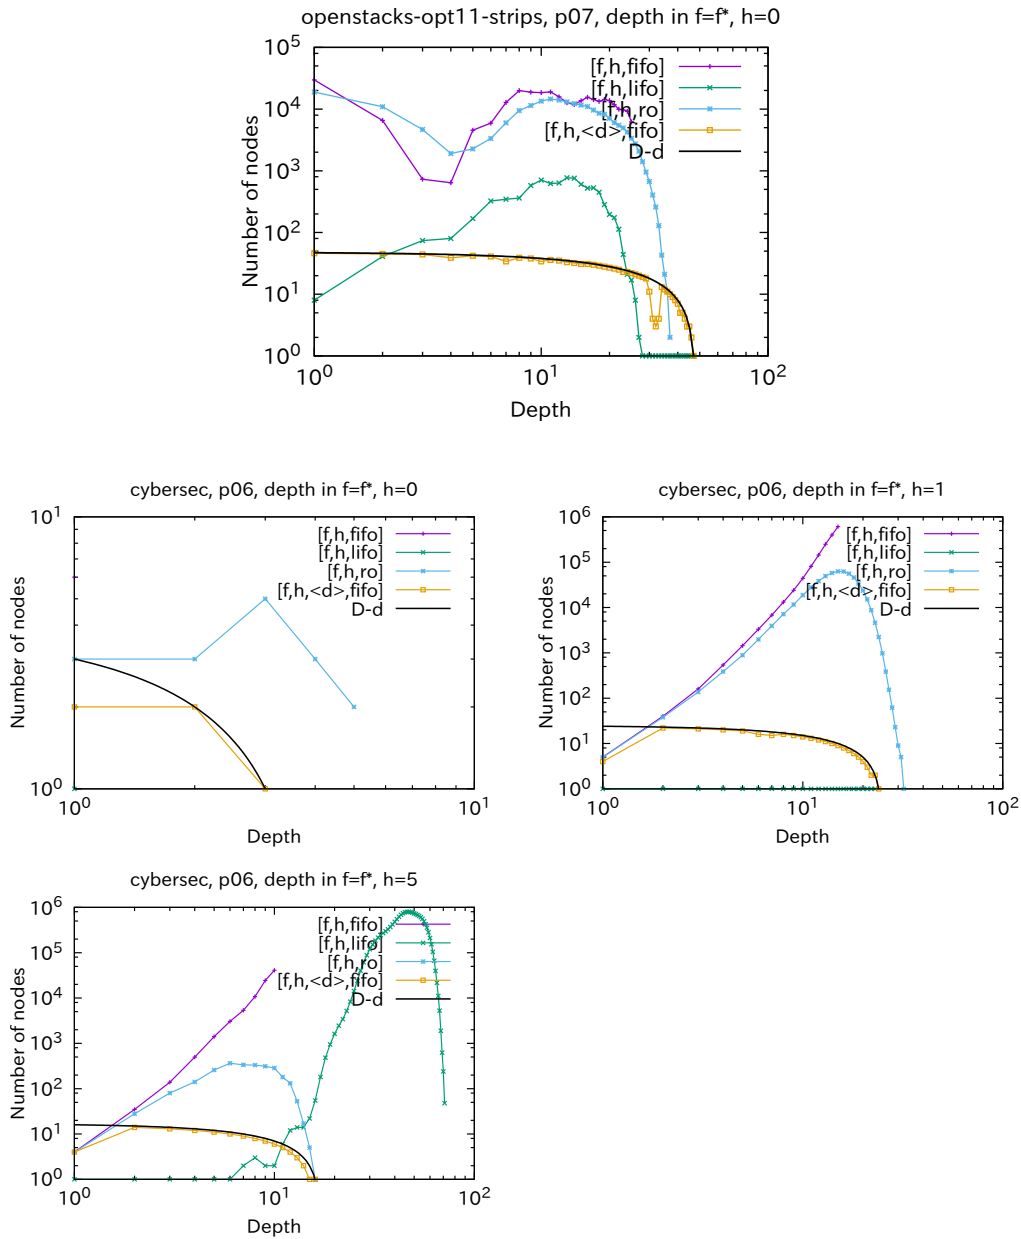 openstacks-opt11-strips, p07, depth in f=f*, h=0
Number of nodes
10^5
10^4
10^3
10^2
10^1
10^0
[f,h,fifo]
[f,h,lifo]
[f,h,ro]
[f,h,<d>,fifo]
D-d
10^0 10^1 10^2
Depth
cybersec, p06, depth in f=f*, h=0
Number of nodes
10^1
10^0
[f,h,fifo]
[f,h,lifo]
[f,h,ro]
[f,h,<d>,fifo]
D-d
10^0 10^1
Depth
cybersec, p06, depth in f=f*, h=1
Number of nodes
10^6
10^5
10^4
10^3
10^2
10^1
10^0
[f,h,fifo]
[f,h,lifo]
[f,h,ro]
[f,h,<d>,fifo]
D-d
10^0 10^1 10^2
Depth
cybersec, p06, depth in f=f*, h=5
Number of nodes
10^6
10^5
10^4
10^3
10^2
10^1
10^0
[f,h,fifo]
[f,h,lifo]
[f,h,ro]
[f,h,<d>,fifo]
D-d
10^0 10^1 10^2
Depth